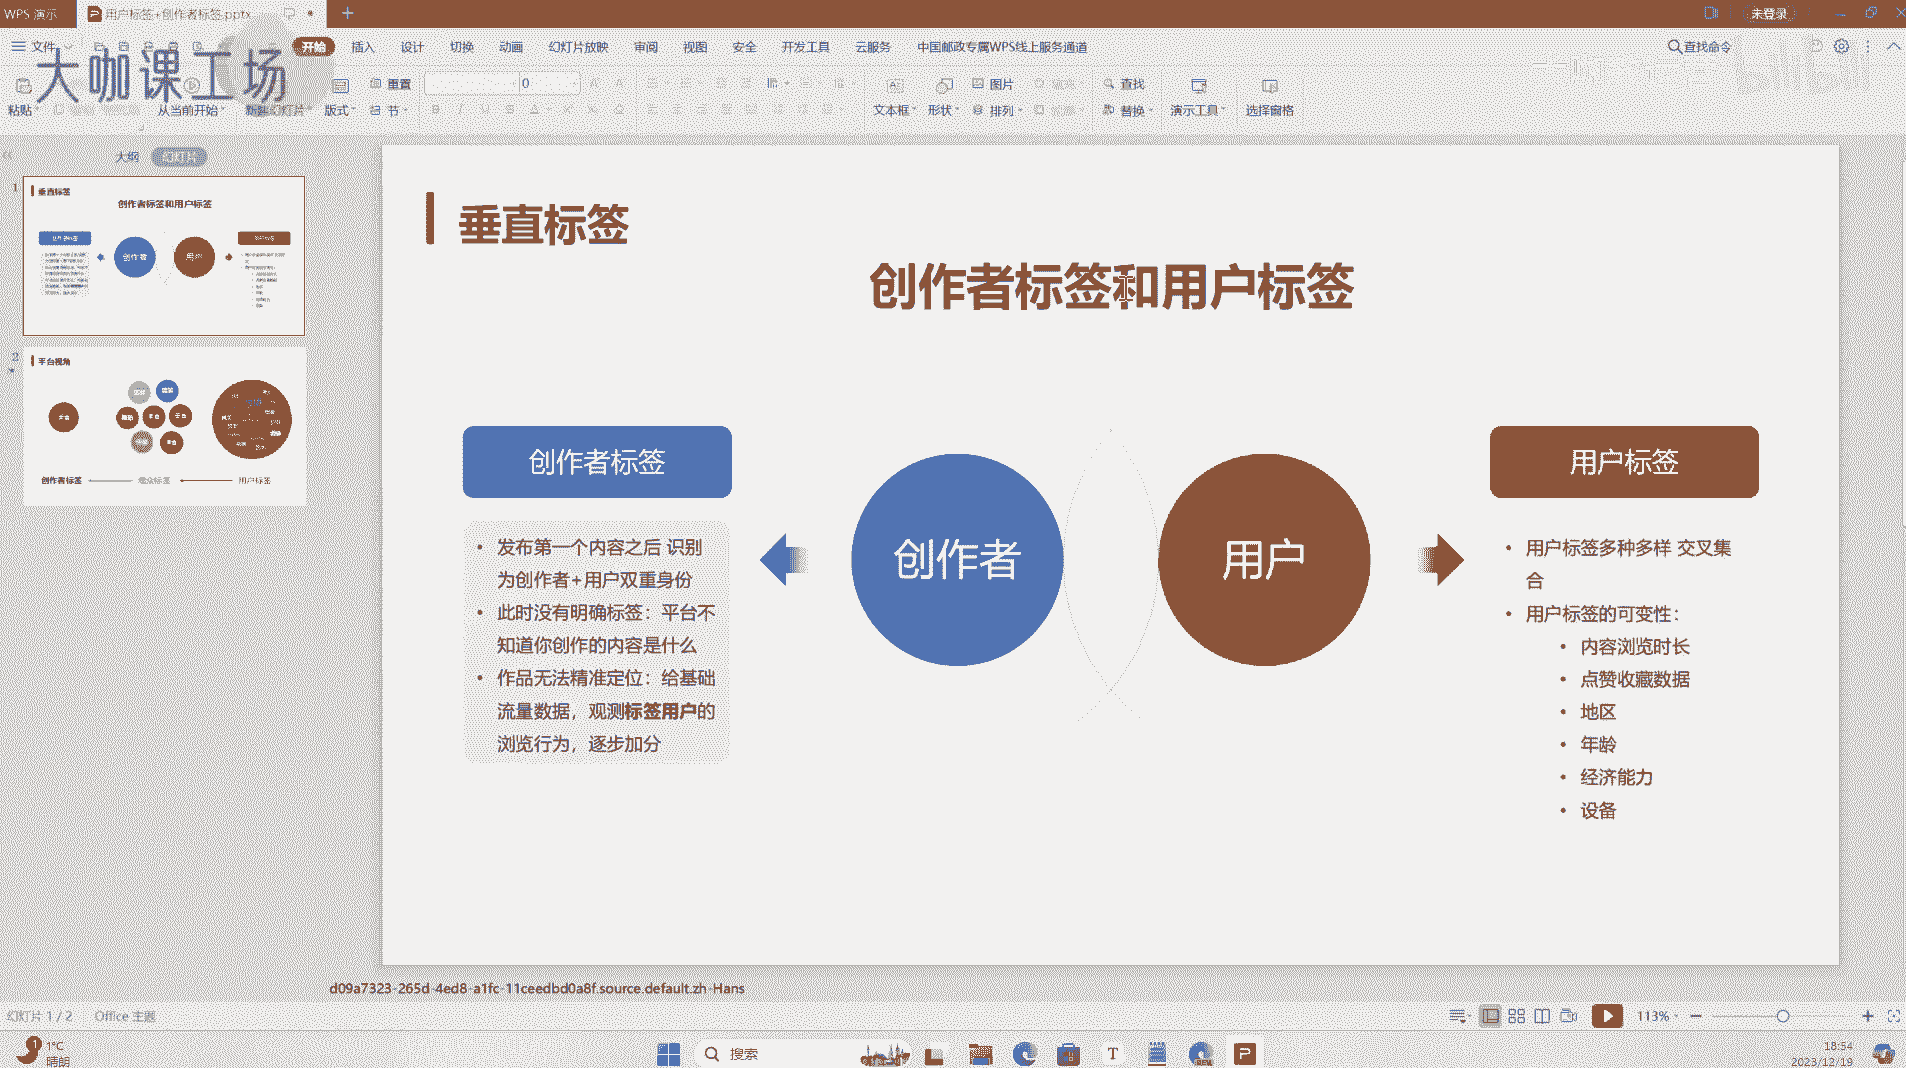 WPS 演示
用户标签+创作者标签.pptx
未登录
文件
开始 插入 设计 切换 动画 幻灯片放映 审阅 视图 安全 开发工具 云服务 中国邮政专属WPS线上服务通道
查找命令
大咖课工场
重置
0
图片
查找
粘贴
从当前开始
新建幻灯片
版式
节
文本框
形状
排列
替换
演示工具
选择窗格
大纲 幻灯片
1
垂直标签
创作者标签和用户标签
创作者
用户
2
平台视角
创作者标签
用户标签
垂直标签
创作者标签和用户标签
创作者标签
• 发布第一个内容之后 识别
为创作者+用户双重身份
• 此时没有明确标签：平台不
知道你创作的内容是什么
• 作品无法精准定位：给基础
流量数据，观测标签用户的
浏览行为，逐步加分
创作者
用户
用户标签
• 用户标签多种多样 交叉集
合
• 用户标签的可变性：
• 内容浏览时长
• 点赞收藏数据
• 地区
• 年龄
• 经济能力
• 设备
d09a7323-265d-4ed8-a1fc-11ceedbd0a8f.source.default.zh-Hans
幻灯片 1 / 2
Office 主题
113%
1
1°C
晴朗
搜索
18:54
2023/12/19